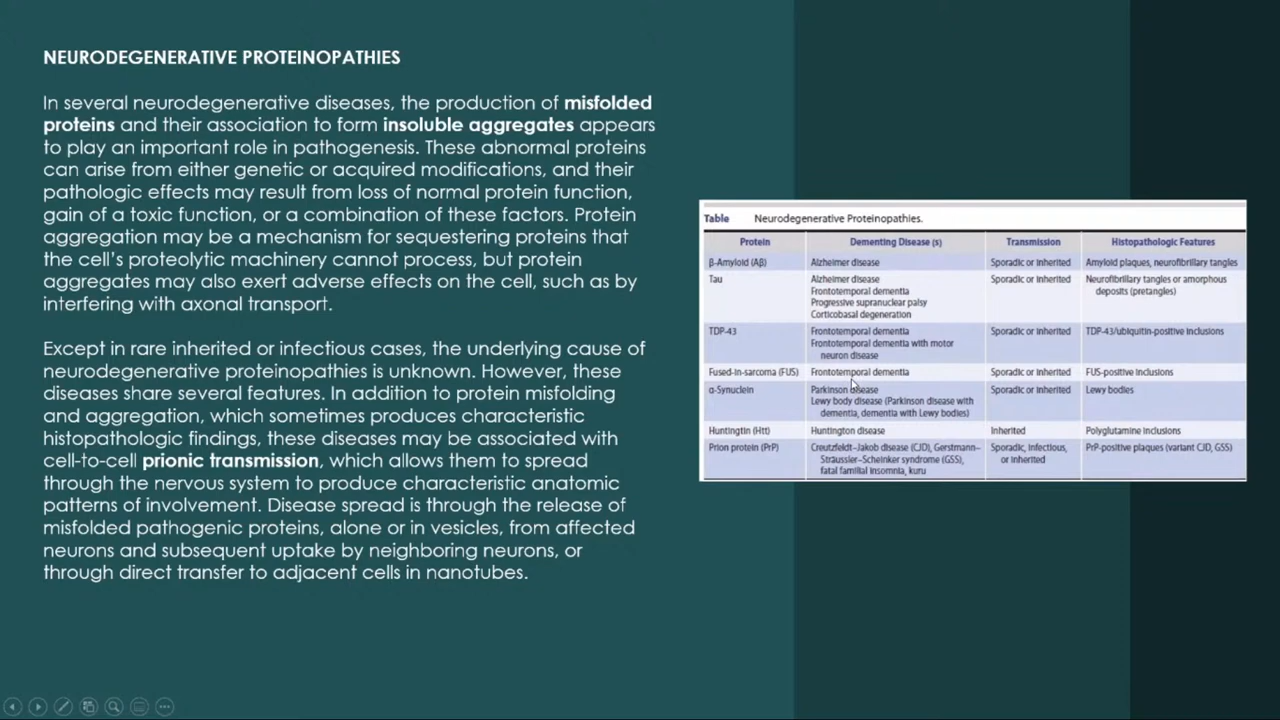 NEURODEGENERATIVE PROTEINOPATHIES
In several neurodegenerative diseases, the production of misfolded
proteins and their association to form insoluble aggregates appears
to play an important role in pathogenesis. These abnormal proteins
can arise from either genetic or acquired modifications, and their
pathologic effects may result from loss of normal protein function,
gain of a toxic function, or a combination of these factors. Protein
aggregation may be a mechanism for sequestering proteins that
the cell's proteolytic machinery cannot process, but protein
aggregates may also exert adverse effects on the cell, such as by
interfering with axonal transport.
Except in rare inherited or infectious cases, the underlying cause of
neurodegenerative proteinopathies is unknown. However, these
diseases share several features. In addition to protein misfolding
and aggregation, which sometimes produces characteristic
histopathologic findings, these diseases may be associated with
cell-to-cell prionic transmission, which allows them to spread
through the nervous system to produce characteristic anatomic
patterns of involvement. Disease spread is through the release of
misfolded pathogenic proteins, alone or in vesicles, from affected
neurons and subsequent uptake by neighboring neurons, or
through direct transfer to adjacent cells in nanotubes.
Table Neurodegenerative Proteinopathies.
Protein Dementing Disease (s) Transmission Histopathologic Features
β-Amyloid (Aβ) Alzheimer disease Sporadic or inherited Amyloid plaques, neurofibrillary tangles
Tau Alzheimer disease Sporadic or inherited Neurofibrillary tangles or amorphous
Frontotemporal dementia deposits (pretangles)
Progressive supranuclear palsy
Corticobasal degeneration
TDP-43 Frontotemporal dementia Sporadic or inherited TDP-43/ubiquitin-positive inclusions
Frontotemporal dementia with motor
neuron disease
Fused-in-sarcoma (FUS) Frontotemporal dementia Sporadic or inherited FUS-positive inclusions
α-Synuclein Parkinson disease Sporadic or inherited Lewy bodies
Lewy body disease (Parkinson disease with
dementia, dementia with Lewy bodies)
Huntingtin (Htt) Huntington disease Inherited Polyglutamine inclusions
Prion protein (PrP) Creutzfeldt–Jakob disease (CJD), Gerstmann– Sporadic, infectious, PrP-positive plaques (variant CJD, GSS)
Sträussler–Scheinker syndrome (GSS), or inherited
fatal familial insomnia, kuru